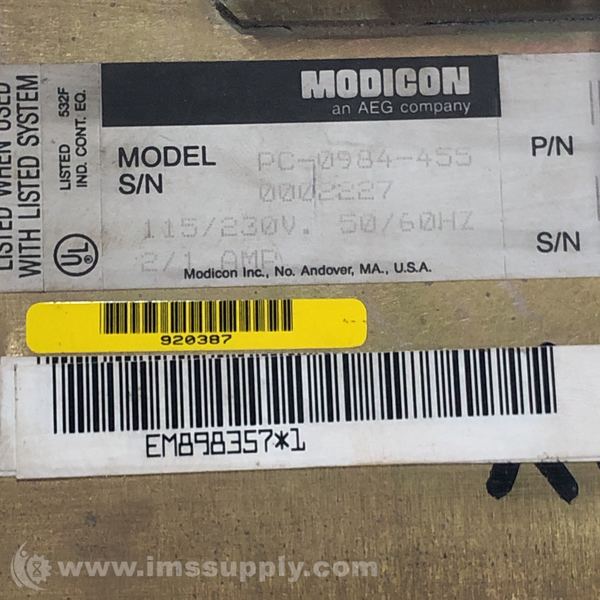 LISTED WHEN USED
WITH LISTED SYSTEM
LISTED 532F
IND. CONT. EQ.
UL
MODICON
an AEG company
MODEL PC-0984-455
S/N 0002227
115/230V. 50/60HZ
2/1 AMP
Modicon Inc., No. Andover, MA., U.S.A.
P/N
S/N
920387
EM898357*1
www.imssupply.com